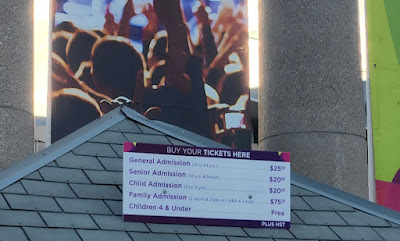 BUY YOUR TICKETS HERE
General Admission $25
Senior Admission $20
Child Admission $20
Family Admission $75
Children 4 & Under Free
PLUS HST